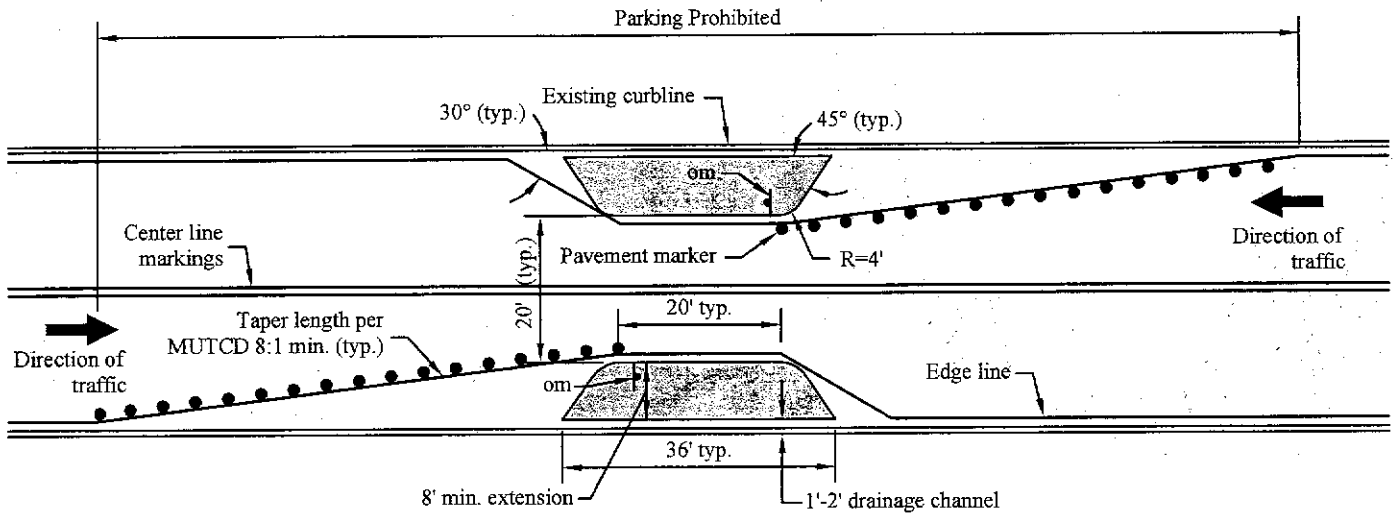 Parking Prohibited
Existing curbline
30° (typ.)
45° (typ.)
om
Center line
markings
20' (typ.)
Pavement marker
R=4'
Direction of
traffic
Taper length per
MUTCD 8:1 min. (typ.)
20' typ.
Direction of
traffic
om
Edge line
36' typ.
8' min. extension
1'-2' drainage channel